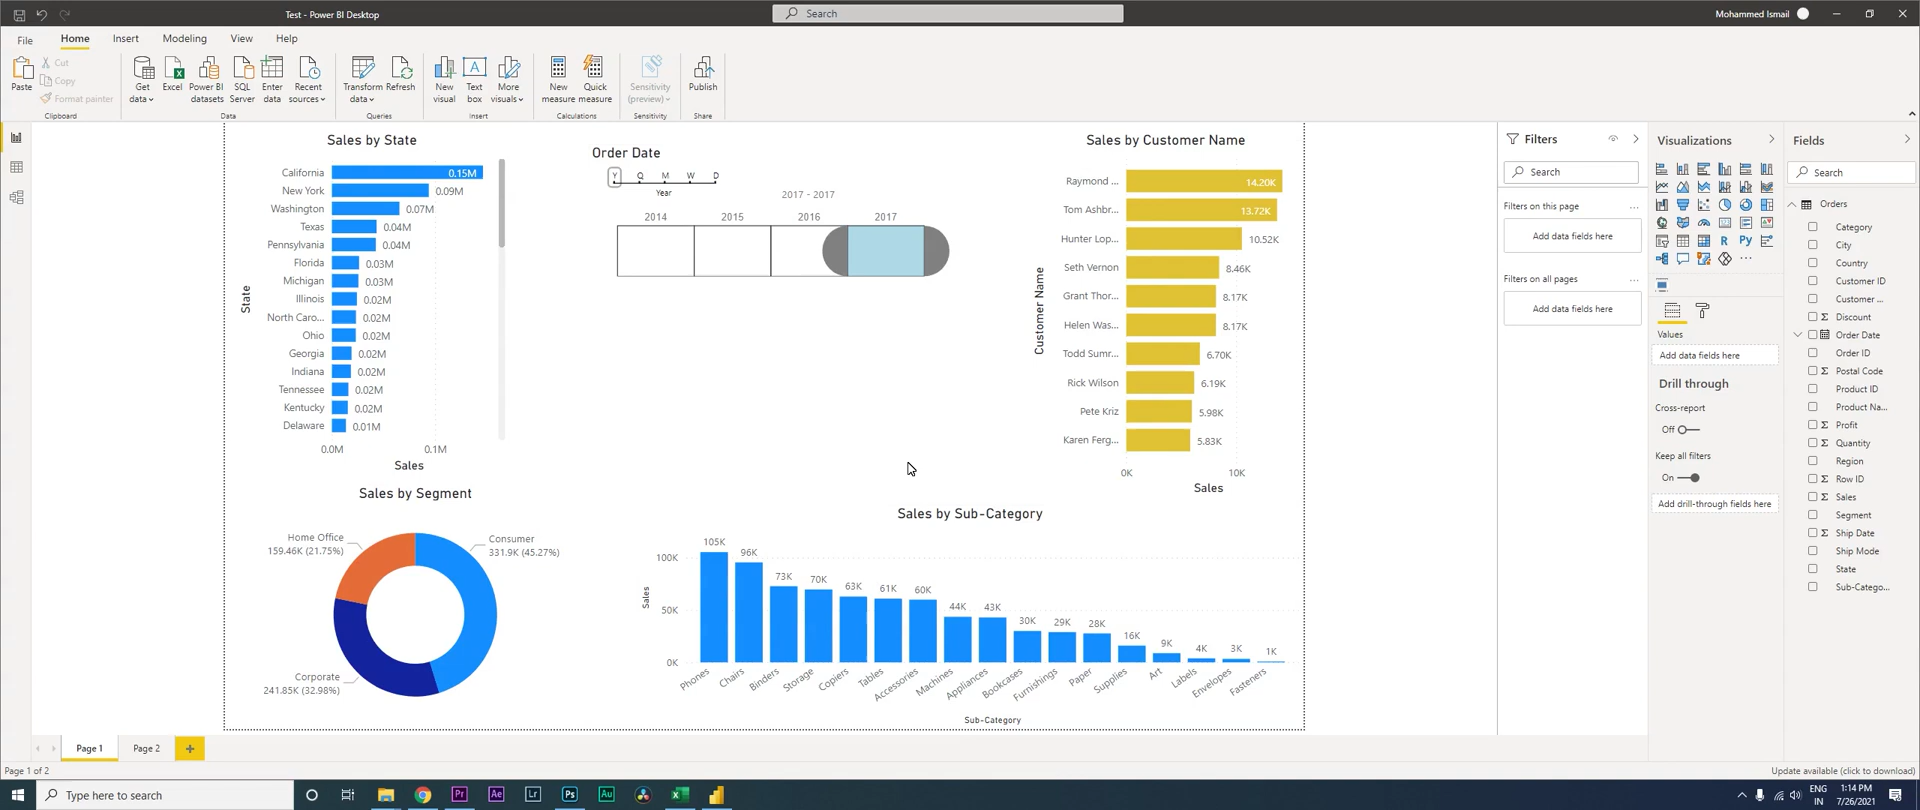 Test - Power BI Desktop
Search
Mohammed Ismail
File
Home
Insert
Modeling
View
Help
Paste
Cut
Copy
Format painter
Clipboard
Get data
Excel
Power BI datasets
SQL Server
Enter data
Recent sources
Data
Transform data
Refresh
Queries
New visual
Text box
More visuals
Insert
New measure
Quick measure
Calculations
Sensitivity (preview)
Sensitivity
Publish
Share
Sales by State
State
California 0.15M
New York 0.09M
Washington 0.07M
Texas 0.04M
Pennsylvania 0.04M
Florida 0.03M
Michigan 0.03M
Illinois 0.02M
North Caro... 0.02M
Ohio 0.02M
Georgia 0.02M
Indiana 0.02M
Tennessee 0.02M
Kentucky 0.02M
Delaware 0.01M
0.0M 0.1M
Sales
Order Date
Y Q M W D
Year
2017 - 2017
2014 2015 2016 2017
Sales by Customer Name
Customer Name
Raymond ... 14.20K
Tom Ashbr... 13.72K
Hunter Lop... 10.52K
Seth Vernon 8.46K
Grant Thor... 8.17K
Helen Was... 8.17K
Todd Sumr... 6.70K
Rick Wilson 6.19K
Pete Kriz 5.98K
Karen Ferg... 5.83K
0K 10K
Sales
Sales by Segment
Home Office
159.46K (21.75%)
Consumer
331.9K (45.27%)
Corporate
241.85K (32.98%)
Sales by Sub-Category
Sales
100K
50K
0K
105K 96K 73K 70K 63K 61K 60K 44K 43K 30K 29K 28K 16K 9K 4K 3K 1K
Phones Chairs Binders Storage Copiers Tables Accessories Machines Appliances Bookcases Furnishings Paper Supplies Art Labels Envelopes Fasteners
Sub-Category
Filters
Search
Filters on this page ...
Add data fields here
Filters on all pages ...
Add data fields here
Visualizations
R Py ...
Values
Add data fields here
Drill through
Cross-report
Off
Keep all filters
On
Add drill-through fields here
Fields
Search
Orders
Category
City
Country
Customer ID
Customer ...
Σ Discount
Order Date
Order ID
Σ Postal Code
Product ID
Product Na...
Σ Profit
Σ Quantity
Region
Σ Row ID
Σ Sales
Segment
Σ Ship Date
Ship Mode
State
Sub-Catego...
Page 1
Page 2
+
Page 1 of 2
Update available (click to download)
Type here to search
Pr
Ae
Lr
Ps
Au
ENG
IN
1:14 PM
7/26/2021